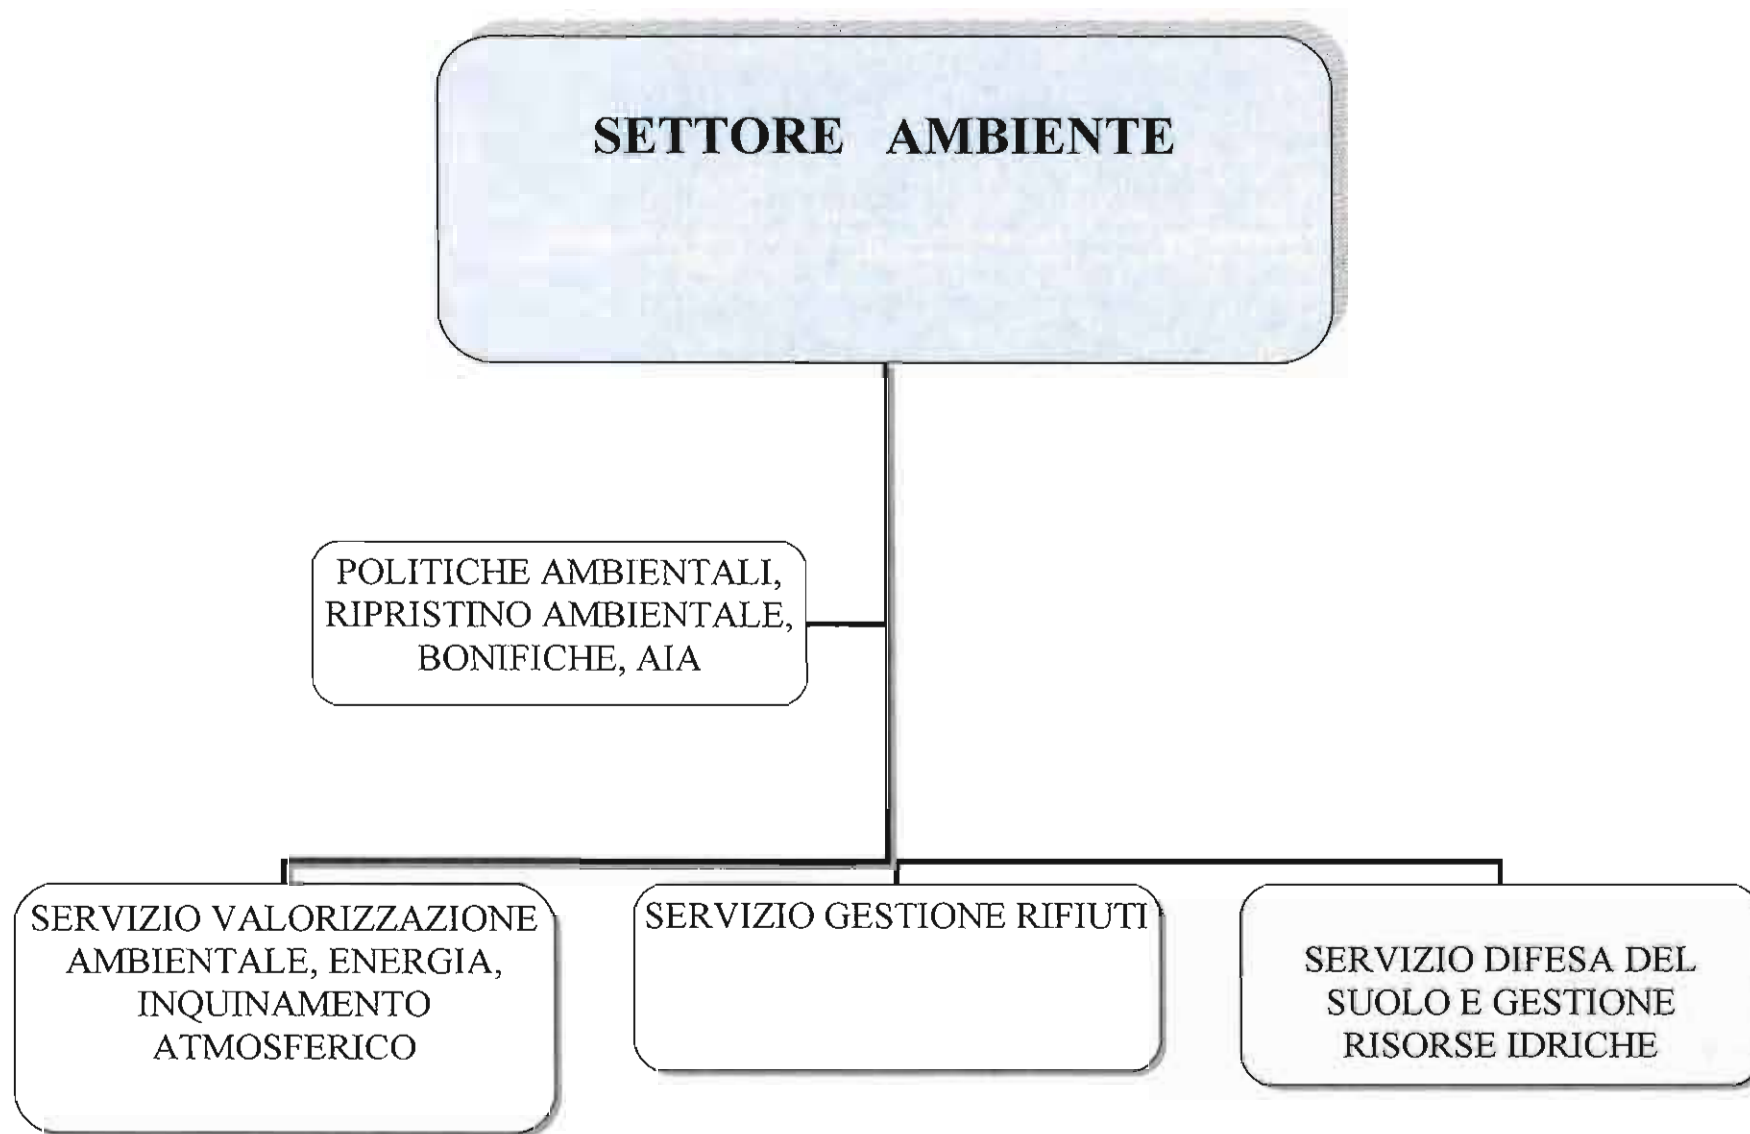 SETTORE AMBIENTE
POLITICHE AMBIENTALI,
RIPRISTINO AMBIENTALE,
BONIFICHE, AIA
SERVIZIO VALORIZZAZIONE
AMBIENTALE, ENERGIA,
INQUINAMENTO
ATMOSFERICO
SERVIZIO GESTIONE RIFIUTI
SERVIZIO DIFESA DEL
SUOLO E GESTIONE
RISORSE IDRICHE